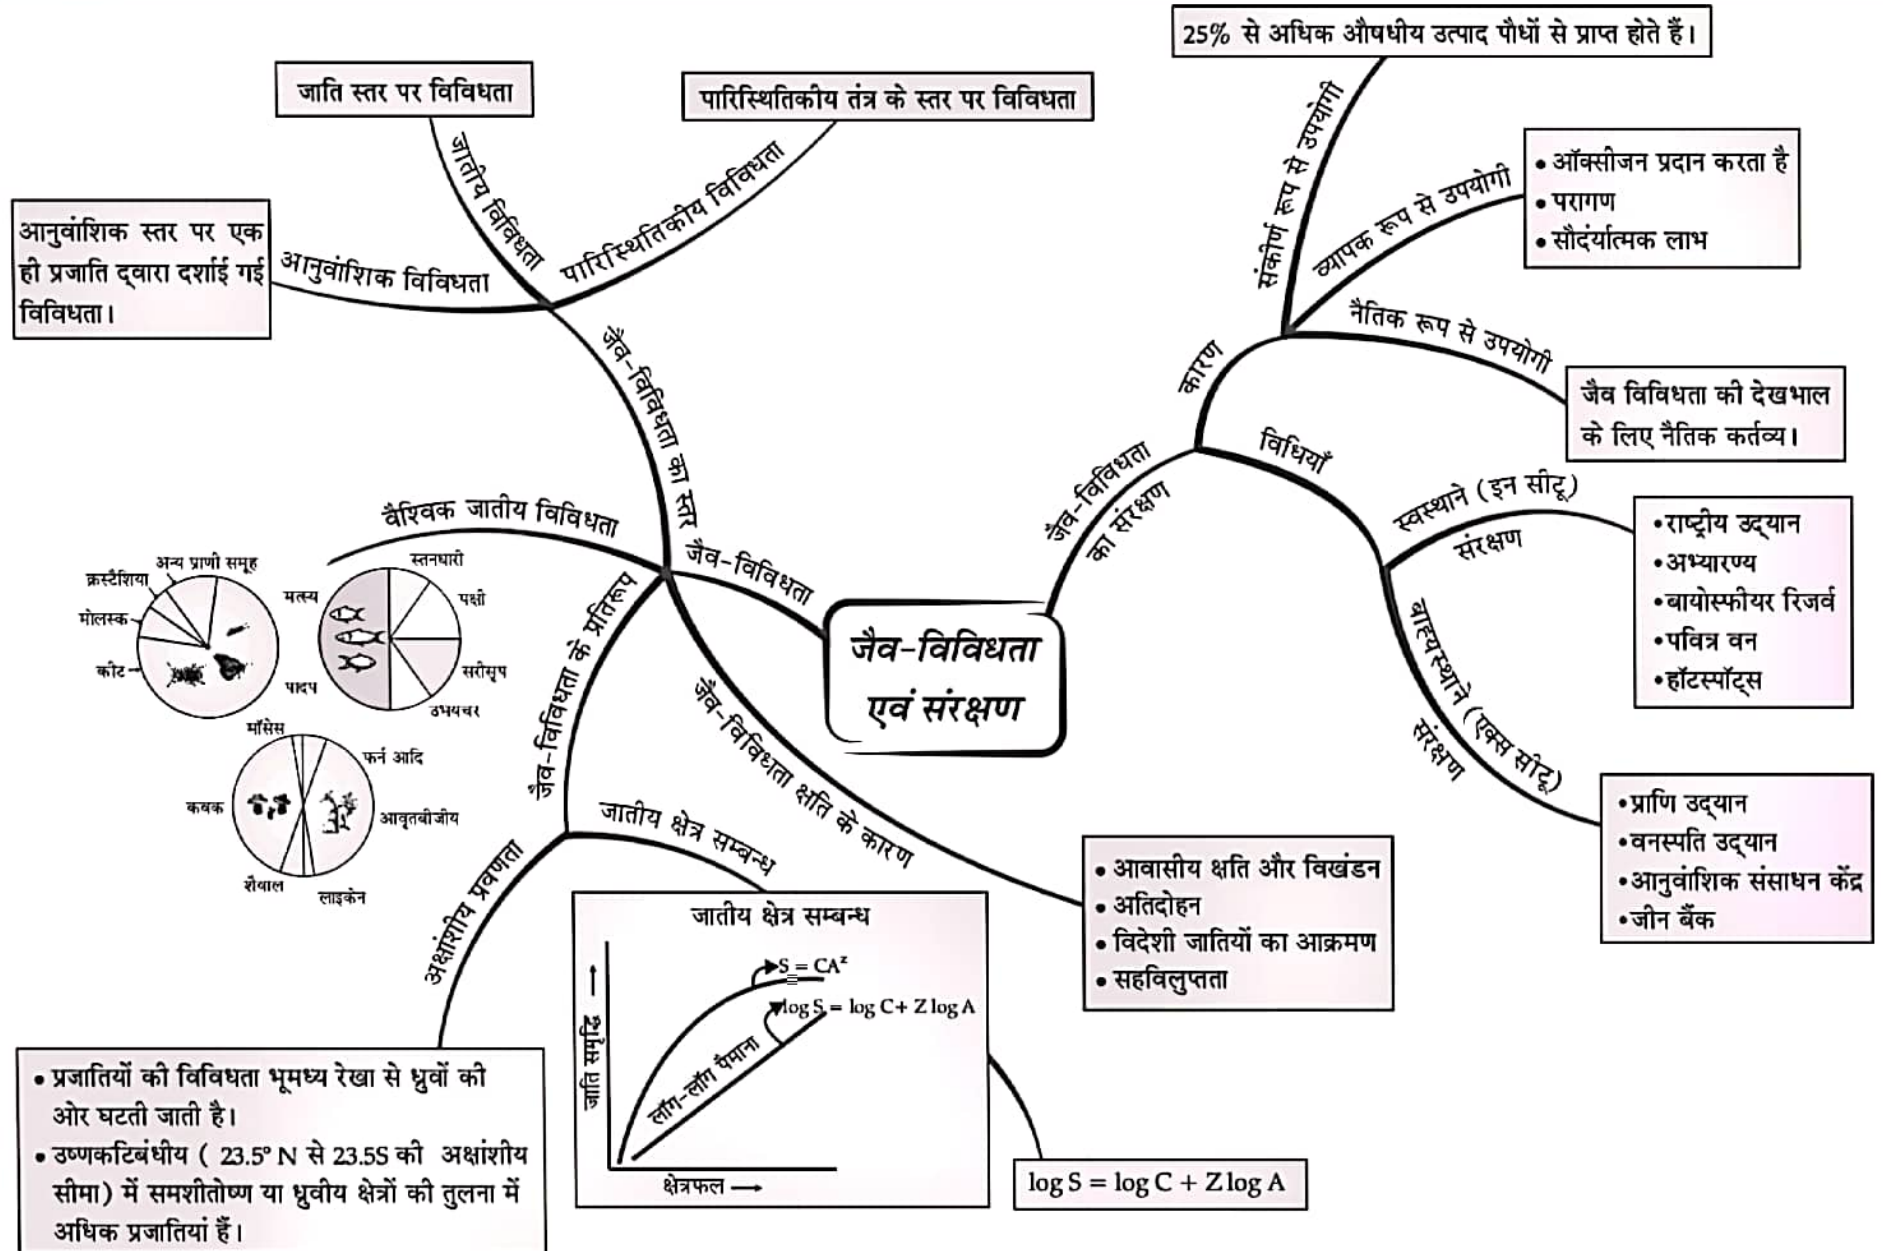 25% से अधिक औषधीय उत्पाद पौधों से प्राप्त होते हैं।
जाति स्तर पर विविधता
पारिस्थितिकीय तंत्र के स्तर पर विविधता
जातीय विविधता
पारिस्थितिकीय विविधता
आनुवांशिक स्तर पर एक
ही प्रजाति द्वारा दर्शाई गई
विविधता।
आनुवांशिक विविधता
जैव-विविधता का स्तर
संकीर्ण रूप से उपयोगी
व्यापक रूप से उपयोगी
• ऑक्सीजन प्रदान करता है
• परागण
• सौदंर्यात्मक लाभ
नैतिक रूप से उपयोगी
जैव विविधता की देखभाल
के लिए नैतिक कर्तव्य।
कारण
विधियाँ
जैव-विविधता
का संरक्षण
स्वस्थाने (इन सीटू)
संरक्षण
• राष्ट्रीय उद्यान
• अभ्यारण्य
• बायोस्फीयर रिजर्व
• पवित्र वन
• हॉटस्पॉट्स
बाह्यस्थाने (एक्स सीटू)
संरक्षण
• प्राणि उद्यान
• वनस्पति उद्यान
• आनुवांशिक संसाधन केंद्र
• जीन बैंक
वैश्विक जातीय विविधता
जैव-विविधता
जैव-विविधता
एवं संरक्षण
अन्य प्राणी समूह
क्रस्टैशिया
मोलस्क
कीट
स्तनधारी
मत्स्य
पक्षी
सरीसृप
उभयचर
पादप
मॉसेस
फर्न आदि
कवक
आवृतबीजीय
शैवाल
लाइकेन
जैव-विविधता के प्रतिरूप
जैव-विविधता क्षति के कारण
• आवासीय क्षति और विखंडन
• अतिदोहन
• विदेशी जातियों का आक्रमण
• सहविलुप्तता
जातीय क्षेत्र सम्बन्ध
अक्षांशीय प्रवणता
जातीय क्षेत्र सम्बन्ध
S = CA^z
log S = log C+ Z log A
लॉग-लॉग पैमाना
जाति समृद्धि
क्षेत्रफल
log S = log C + Z log A
• प्रजातियों की विविधता भूमध्य रेखा से ध्रुवों की
ओर घटती जाती है।
• उष्णकटिबंधीय ( 23.5° N से 23.5S की अक्षांशीय
सीमा) में समशीतोष्ण या ध्रुवीय क्षेत्रों की तुलना में
अधिक प्रजातियां हैं।